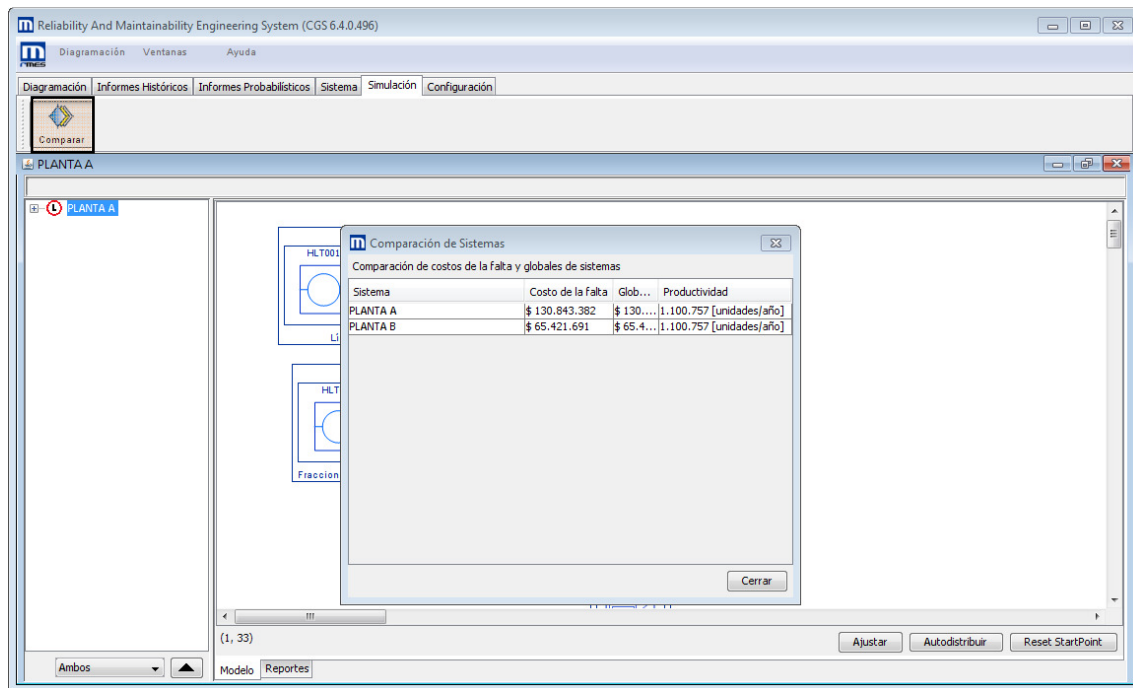 Reliability And Maintainability Engineering System (CGS 6.4.0.496)
Diagramación Ventanas Ayuda
rmes
Diagramación Informes Históricos Informes Probabilísticos Sistema Simulación Configuración
Comparar
PLANTA A
PLANTA A
HLT001
Lí
HLT
Fraccion
Comparación de Sistemas
Comparación de costos de la falta y globales de sistemas
Sistema Costo de la falta Glob... Productividad
PLANTA A $ 130.843.382 $ 130.... 1.100.757 [unidades/año]
PLANTA B $ 65.421.691 $ 65.4... 1.100.757 [unidades/año]
Cerrar
(1, 33)
Ajustar Autodistribuir Reset StartPoint
Ambos
Modelo Reportes